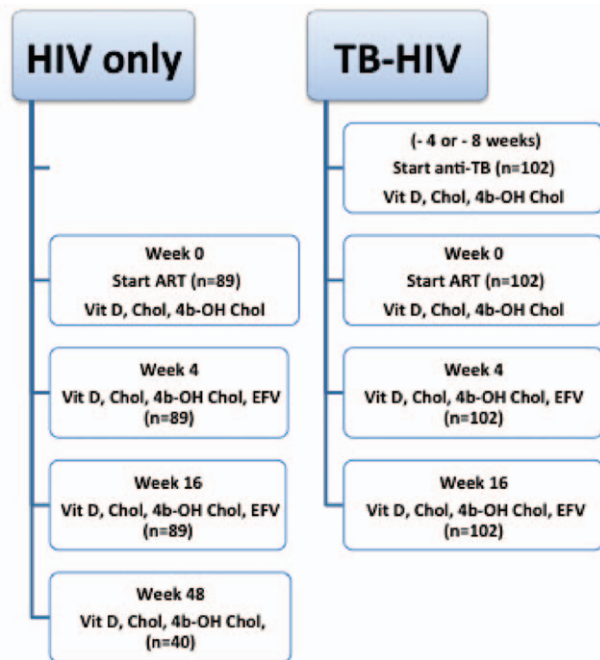 HIV only
Week 0
Start ART (n=89)
Vit D, Chol, 4b-OH Chol
Week 4
Vit D, Chol, 4b-OH Chol, EFV
(n=89)
Week 16
Vit D, Chol, 4b-OH Chol, EFV
(n=89)
Week 48
Vit D, Chol, 4b-OH Chol,
(n=40)
TB-HIV
(- 4 or - 8 weeks)
Start anti-TB (n=102)
Vit D, Chol, 4b-OH Chol
Week 0
Start ART (n=102)
Vit D, Chol, 4b-OH Chol
Week 4
Vit D, Chol, 4b-OH Chol, EFV
(n=102)
Week 16
Vit D, Chol, 4b-OH Chol, EFV
(n=102)